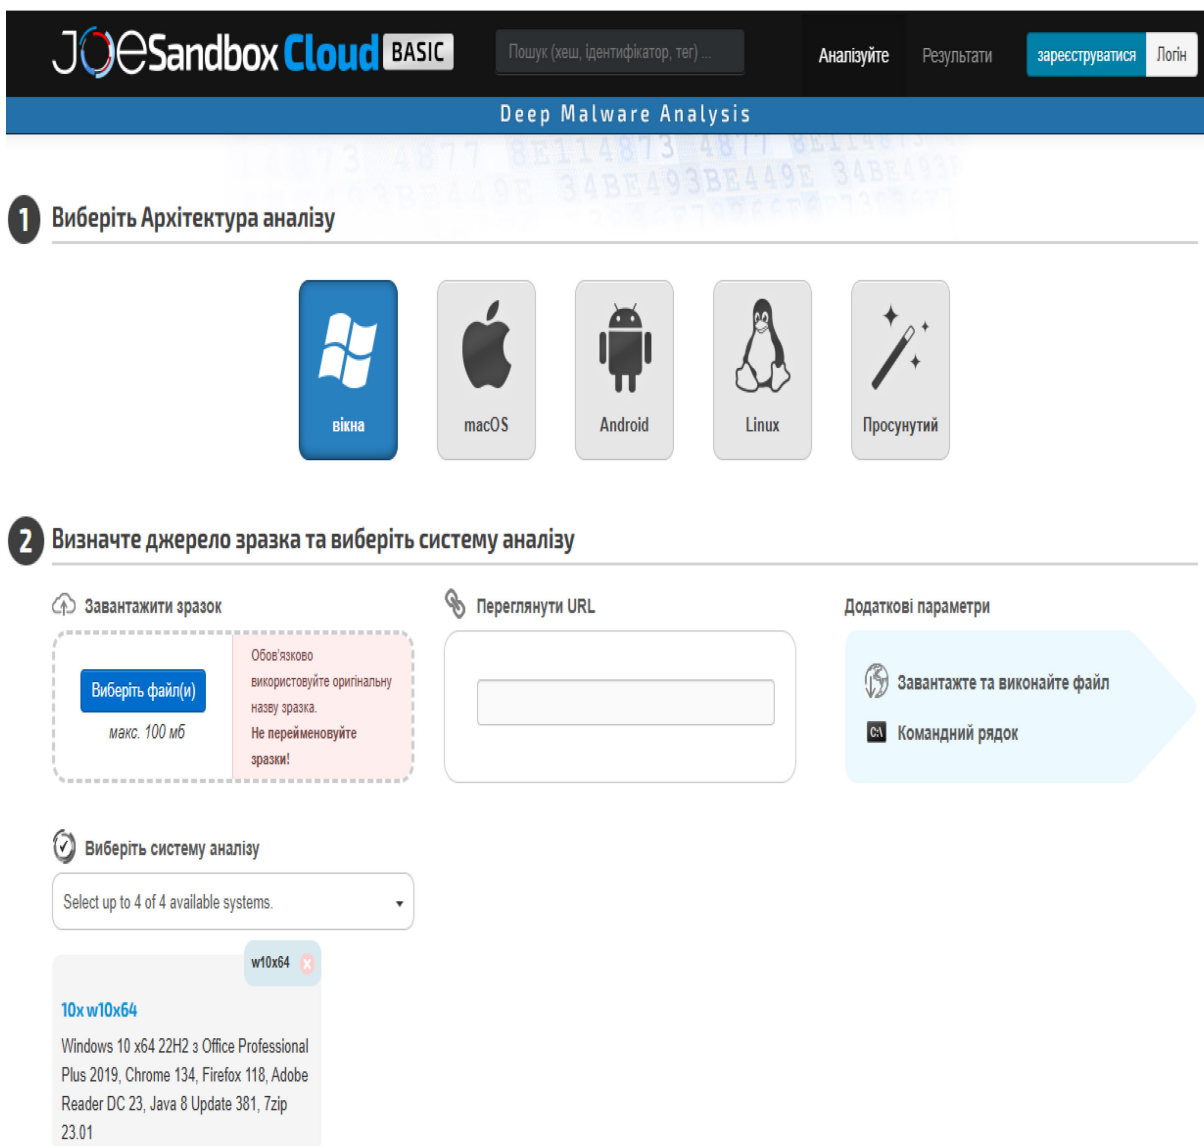 JOeSandbox Cloud BASIC
Пошук (хеш, ідентифікатор, тег) ...
Аналізуйте
Результати
зареєструватися
Логін
Deep Malware Analysis
1 Виберіть Архітектура аналізу
вікна
macOS
Android
Linux
Просунутий
2 Визначте джерело зразка та виберіть систему аналізу
Завантажити зразок
Виберіть файл(и)
макс. 100 мб
Обов'язково
використовуйте оригінальну
назву зразка.
Не перейменовуйте
зразки!
Переглянути URL
Додаткові параметри
Завантажте та виконайте файл
C:\ Командний рядок
Виберіть систему аналізу
Select up to 4 of 4 available systems.
w10x64
10x w10x64
Windows 10 x64 22H2 з Office Professional
Plus 2019, Chrome 134, Firefox 118, Adobe
Reader DC 23, Java 8 Update 381, 7zip
23.01